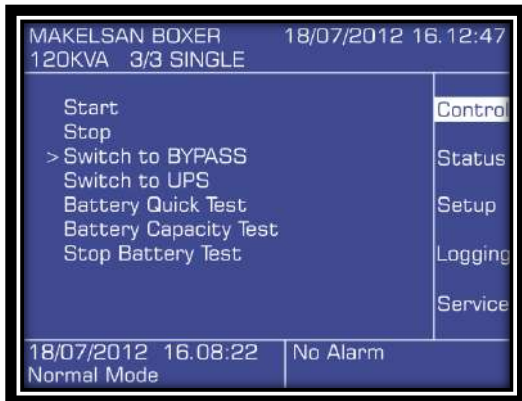 MAKELSAN BOXER 18/07/2012 16.12:47
120KVA 3/3 SINGLE
Start
Stop
> Switch to BYPASS
Switch to UPS
Battery Quick Test
Battery Capacity Test
Stop Battery Test
Control
Status
Setup
Logging
Service
18/07/2012 16.08:22 No Alarm
Normal Mode